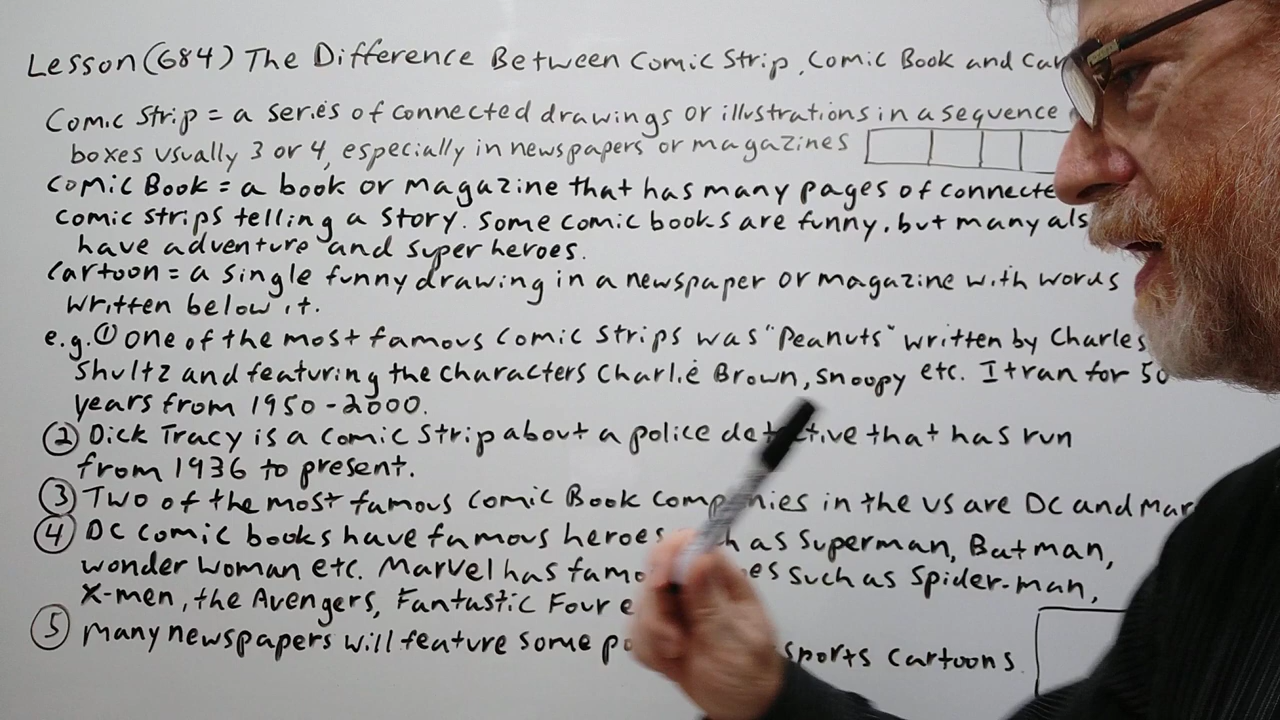 Lesson (684) The Difference Between Comic Strip, Comic Book and Car
Comic Strip = a series of connected drawings or illustrations in a sequence
boxes usually 3 or 4, especially in newspapers or magazines
Comic Book = a book or magazine that has many pages of connecte
comic strips telling a story. Some comic books are funny, but many als
have adventure and super heroes.
Cartoon = a single funny drawing in a newspaper or magazine with words
written below it.
e.g. ① one of the most famous Comic Strips was "Peanuts" written by Charles
Shultz and featuring the characters Charlie Brown, Snoopy etc. It ran for 50
years from 1950-2000.
② Dick Tracy is a comic strip about a police detective that has run
from 1936 to present.
③ Two of the most famous Comic Book companies in the US are DC and Mar
④ DC comic books have famous heroes as Superman, Batman,
wonder woman etc. Marvel has famo es such as Spider-man,
X-men, the Avengers, Fantastic Four e
⑤ many newspapers will feature some po sports cartoons